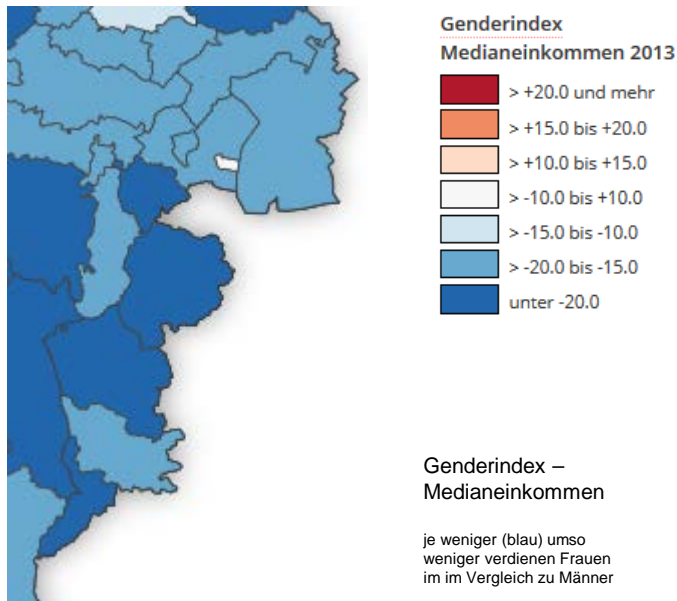 Genderindex
Medianeinkommen 2013
> +20.0 und mehr
> +15.0 bis +20.0
> +10.0 bis +15.0
> -10.0 bis +10.0
> -15.0 bis -10.0
> -20.0 bis -15.0
unter -20.0
Genderindex –
Medianeinkommen
je weniger (blau) umso
weniger verdienen Frauen
im im Vergleich zu Männer